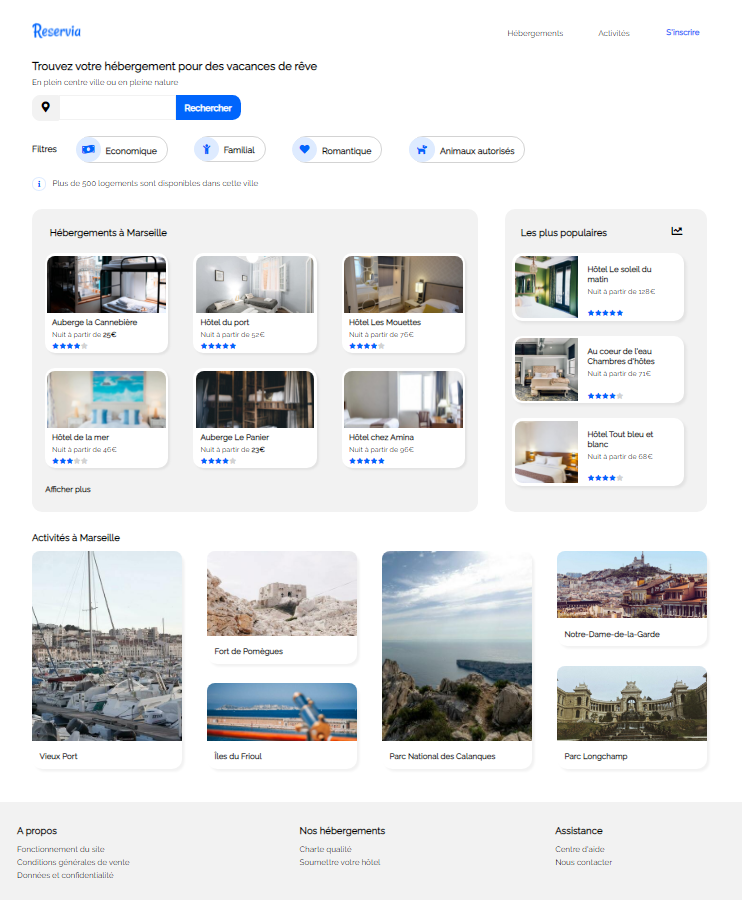 Reservia
Hébergements
Activités
S'inscrire
Trouvez votre hébergement pour des vacances de rêve
En plein centre ville ou en pleine nature
Rechercher
Filtres
Economique
Familial
Romantique
Animaux autorisés
Plus de 500 logements sont disponibles dans cette ville
Hébergements à Marseille
Auberge la Cannebière
Nuit à partir de 25€
Hôtel du port
Nuit à partir de 52€
Hôtel Les Mouettes
Nuit à partir de 76€
Hôtel de la mer
Nuit à partir de 46€
Auberge Le Panier
Nuit à partir de 23€
Hôtel chez Amina
Nuit à partir de 96€
Afficher plus
Les plus populaires
Hôtel Le soleil du
matin
Nuit à partir de 128€
Au coeur de l'eau
Chambres d'hôtes
Nuit à partir de 71€
Hôtel Tout bleu et
blanc
Nuit à partir de 68€
Activités à Marseille
Vieux Port
Fort de Pomègues
Îles du Frioul
Parc National des Calanques
Notre-Dame-de-la-Garde
Parc Longchamp
A propos
Fonctionnement du site
Conditions générales de vente
Données et confidentialité
Nos hébergements
Charte qualité
Soumettre votre hôtel
Assistance
Centre d'aide
Nous contacter